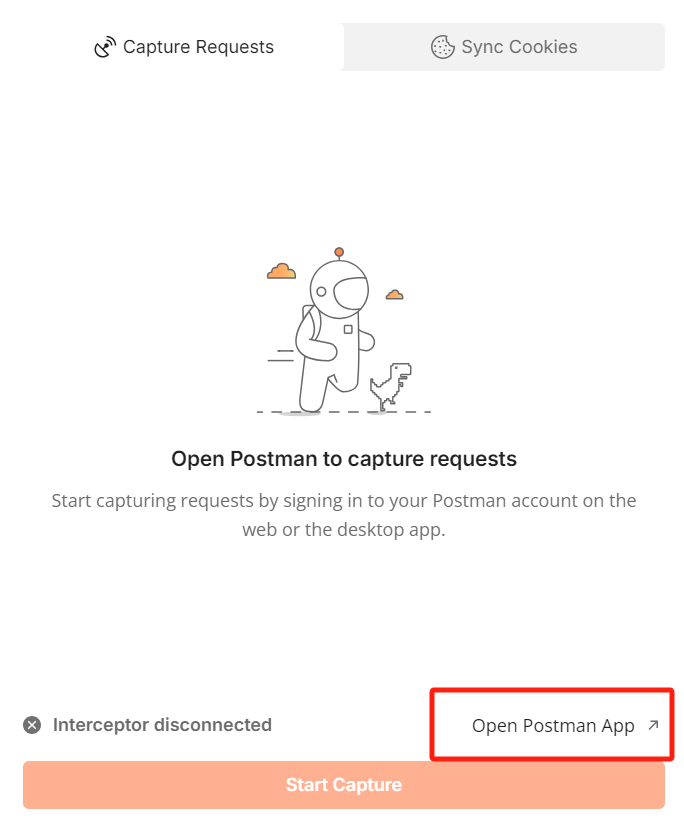 Capture Requests
Sync Cookies
Open Postman to capture requests
Start capturing requests by signing in to your Postman account on the
web or the desktop app.
Interceptor disconnected
Open Postman App
Start Capture